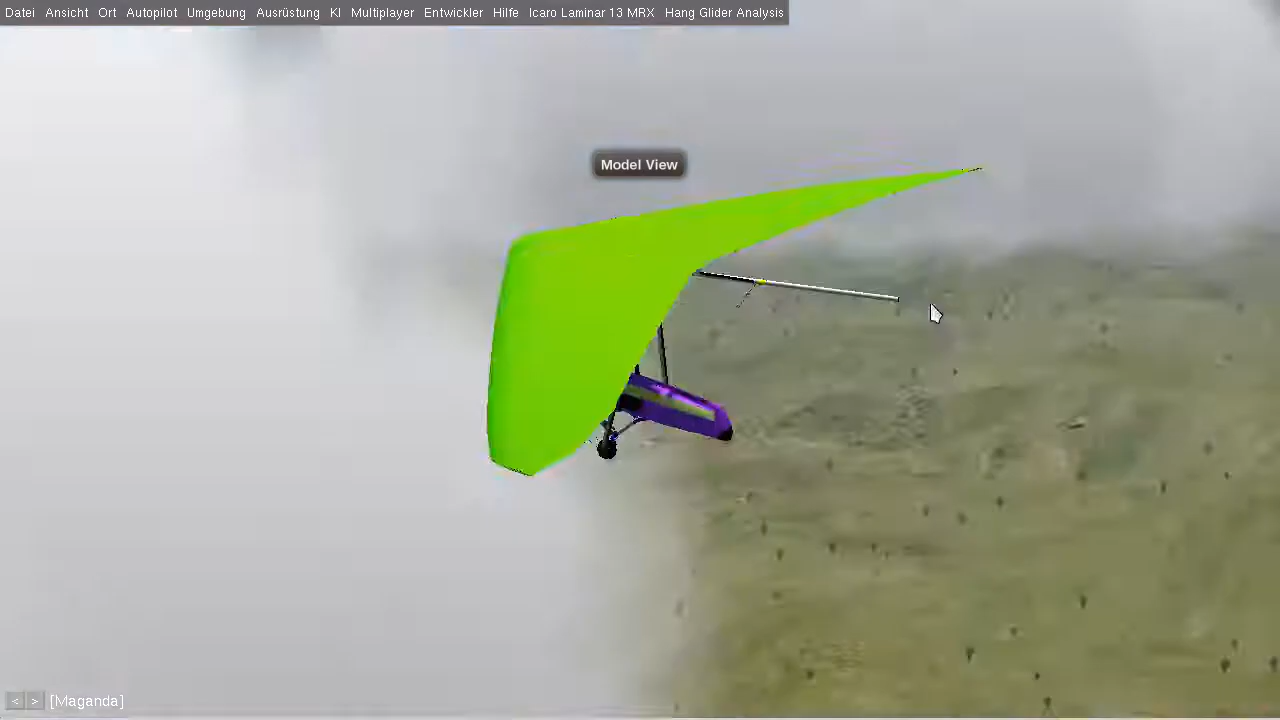 Datei Ansicht Ort Autopilot Umgebung Ausrüstung KI Multiplayer Entwickler Hilfe Icaro Laminar 13 MRX Hang Glider Analysis
Model View
< > [Maganda]